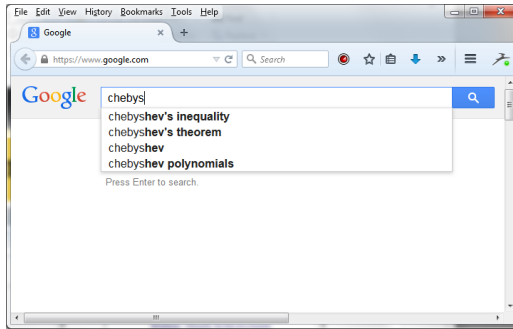 File Edit View History Bookmarks Tools Help
Google
https://www.google.com
Search
Google
chebys
chebyshev's inequality
chebyshev's theorem
chebyshev
chebyshev polynomials
Press Enter to search.